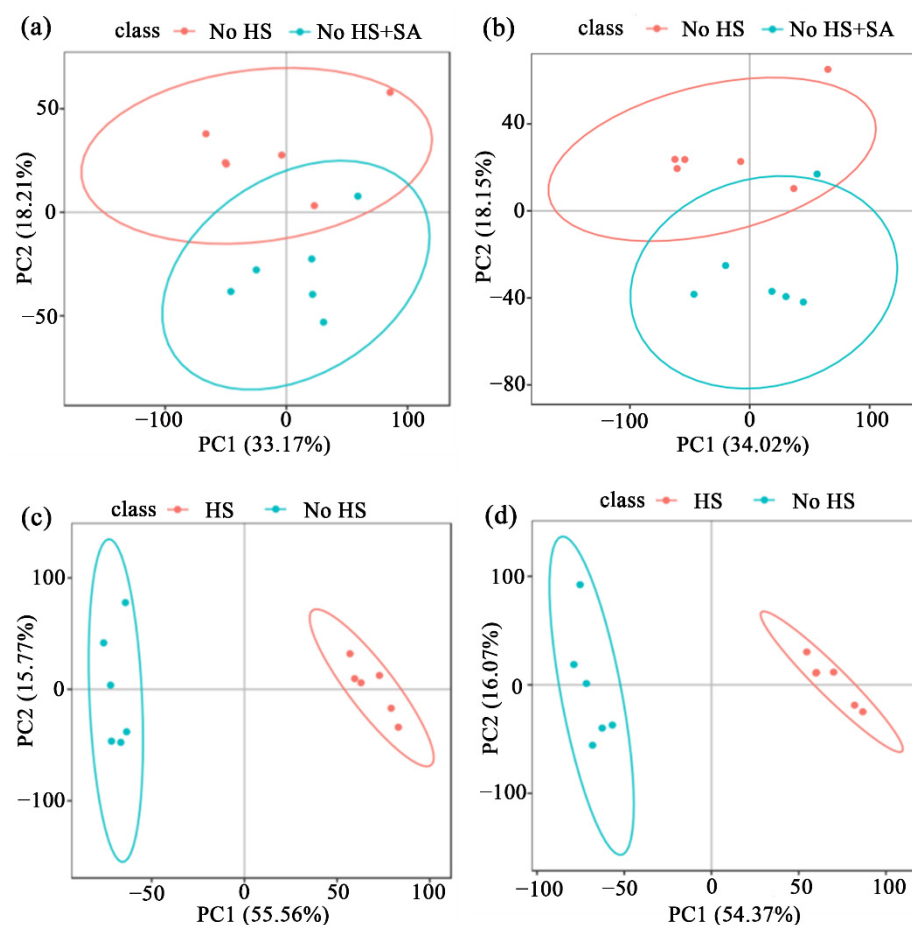 (a) class No HS No HS+SA
50
0
−50
PC2 (18.21%)
−100 0 100
PC1 (33.17%)
(b) class No HS No HS+SA
40
0
−40
−80
PC2 (18.15%)
−100 0 100
PC1 (34.02%)
(c) class HS No HS
100
0
−100
PC2 (15.77%)
−50 0 50 100
PC1 (55.56%)
(d) class HS No HS
100
0
−100
PC2 (16.07%)
−100 −50 0 50 100
PC1 (54.37%)